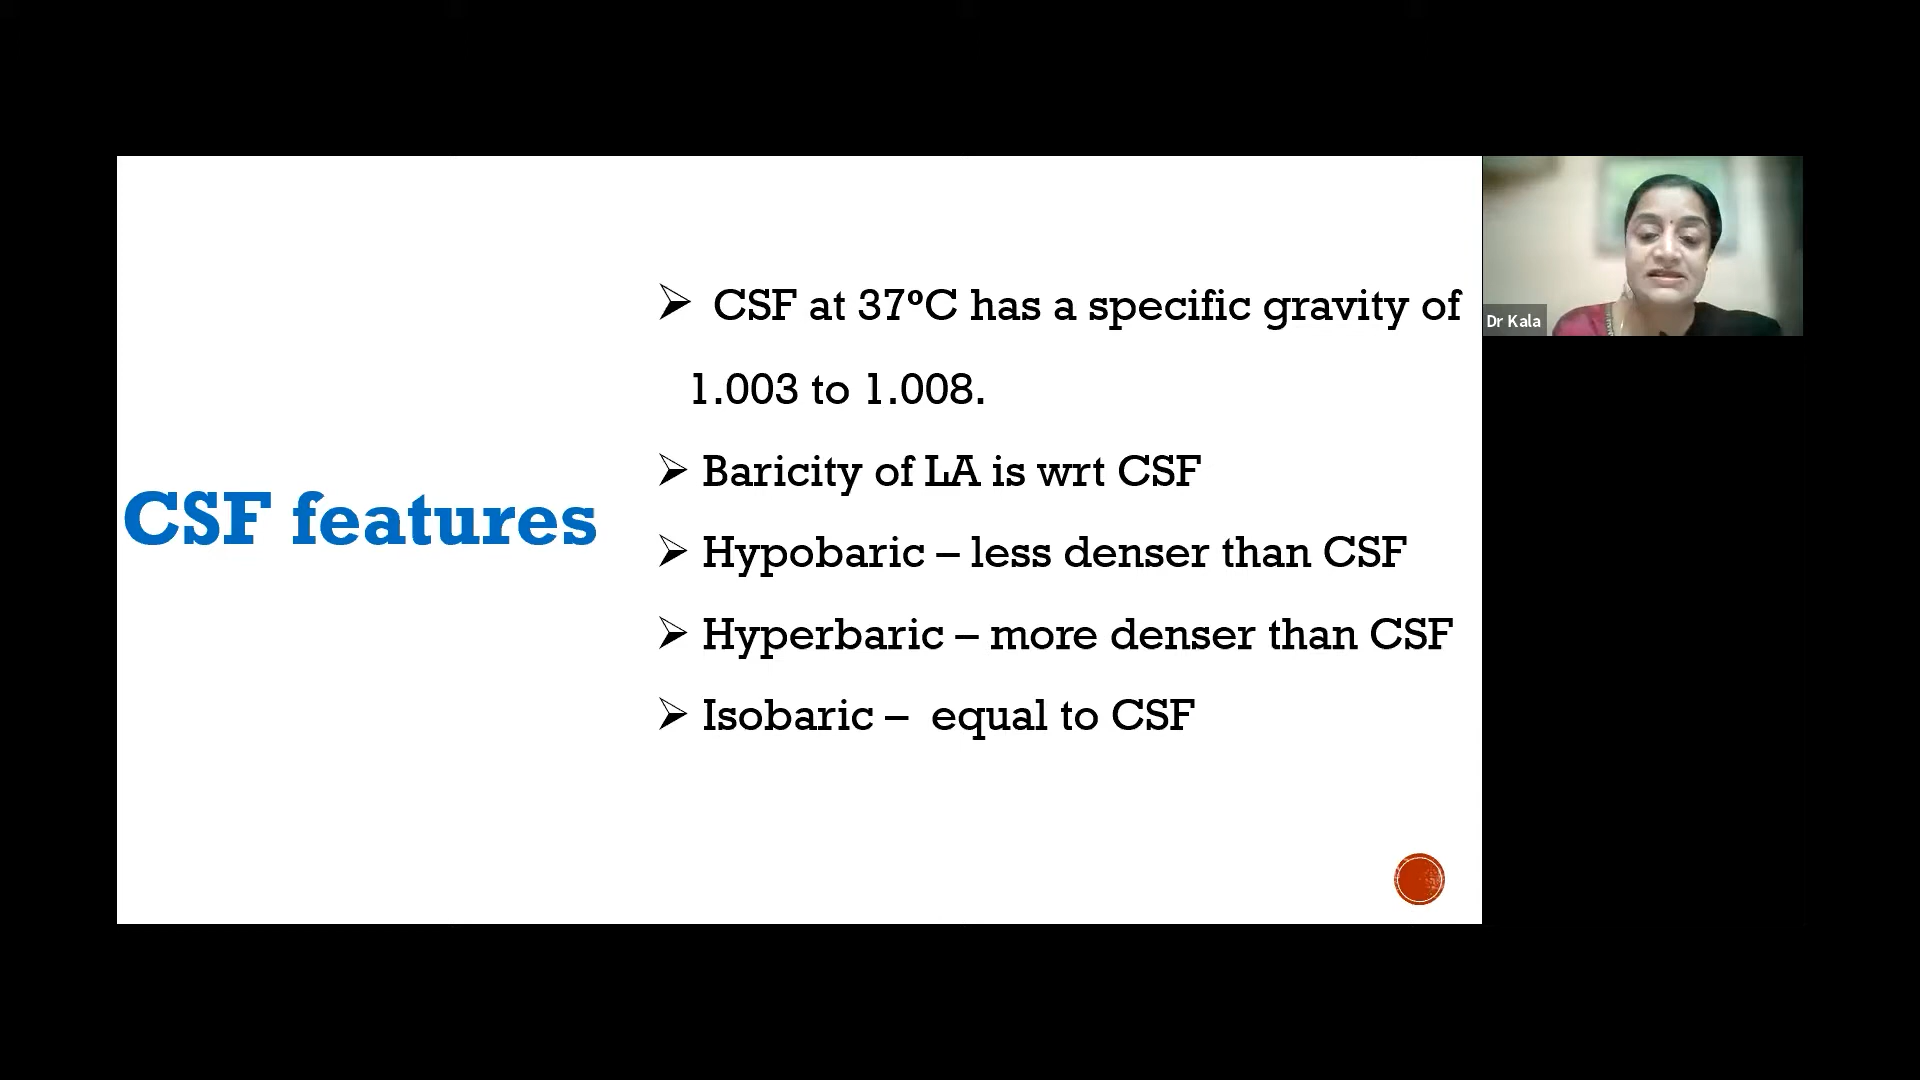 CSF features
➢ CSF at 37ºC has a specific gravity of
1.003 to 1.008.
➢ Baricity of LA is wrt CSF
➢ Hypobaric – less denser than CSF
➢ Hyperbaric – more denser than CSF
➢ Isobaric – equal to CSF
Dr Kala